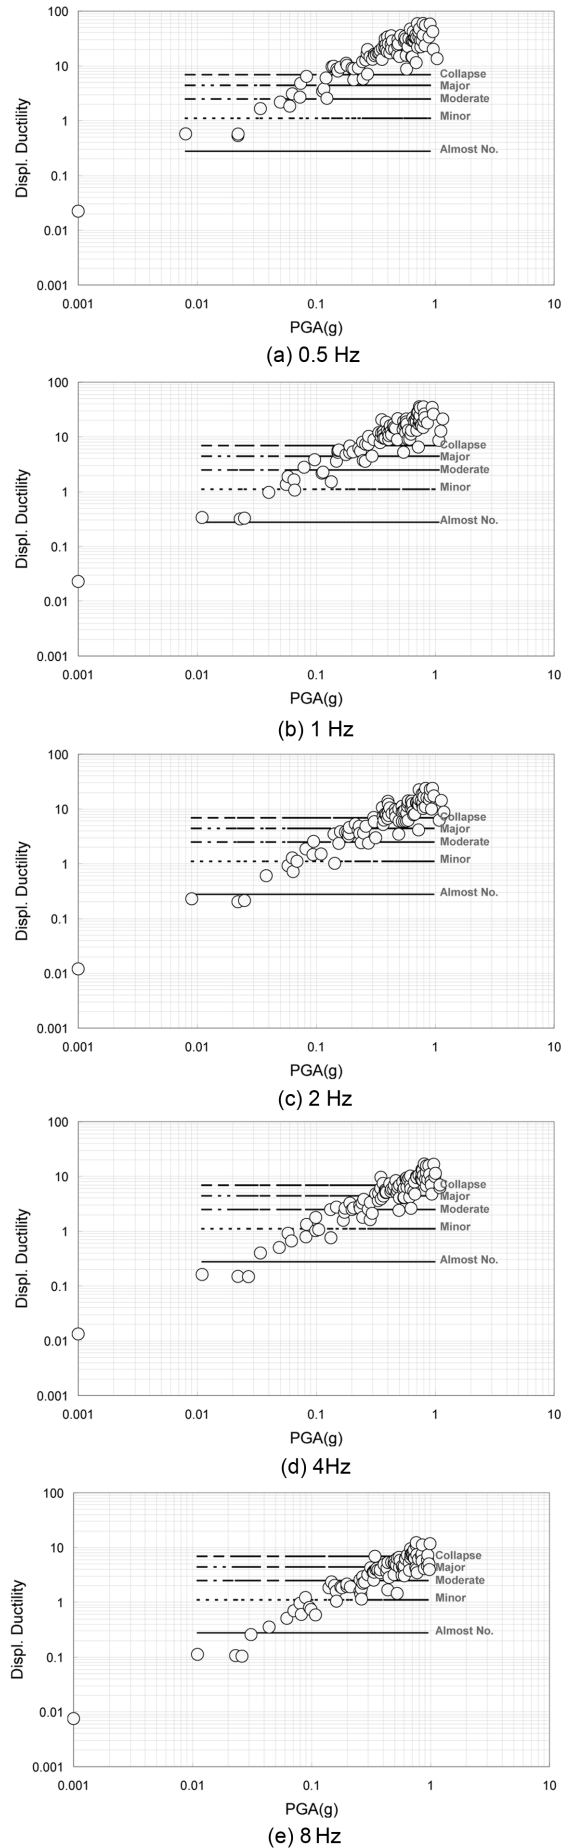 100
10
1
0.1
0.01
0.001
Displ. Ductility
Collapse
Major
Moderate
Minor
Almost No.
0.001 0.01 0.1 1 10
PGA(g)
(a) 0.5 Hz
100
10
1
0.1
0.01
0.001
Displ. Ductility
Collapse
Major
Moderate
Minor
Almost No.
0.001 0.01 0.1 1 10
PGA(g)
(b) 1 Hz
100
10
1
0.1
0.01
0.001
Displ. Ductility
Collapse
Major
Moderate
Minor
Almost No.
0.001 0.01 0.1 1 10
PGA(g)
(c) 2 Hz
100
10
1
0.1
0.01
0.001
Displ. Ductility
Collapse
Major
Moderate
Minor
Almost No.
0.001 0.01 0.1 1 10
PGA(g)
(d) 4Hz
100
10
1
0.1
0.01
0.001
Displ. Ductility
Collapse
Major
Moderate
Minor
Almost No.
0.001 0.01 0.1 1 10
PGA(g)
(e) 8 Hz